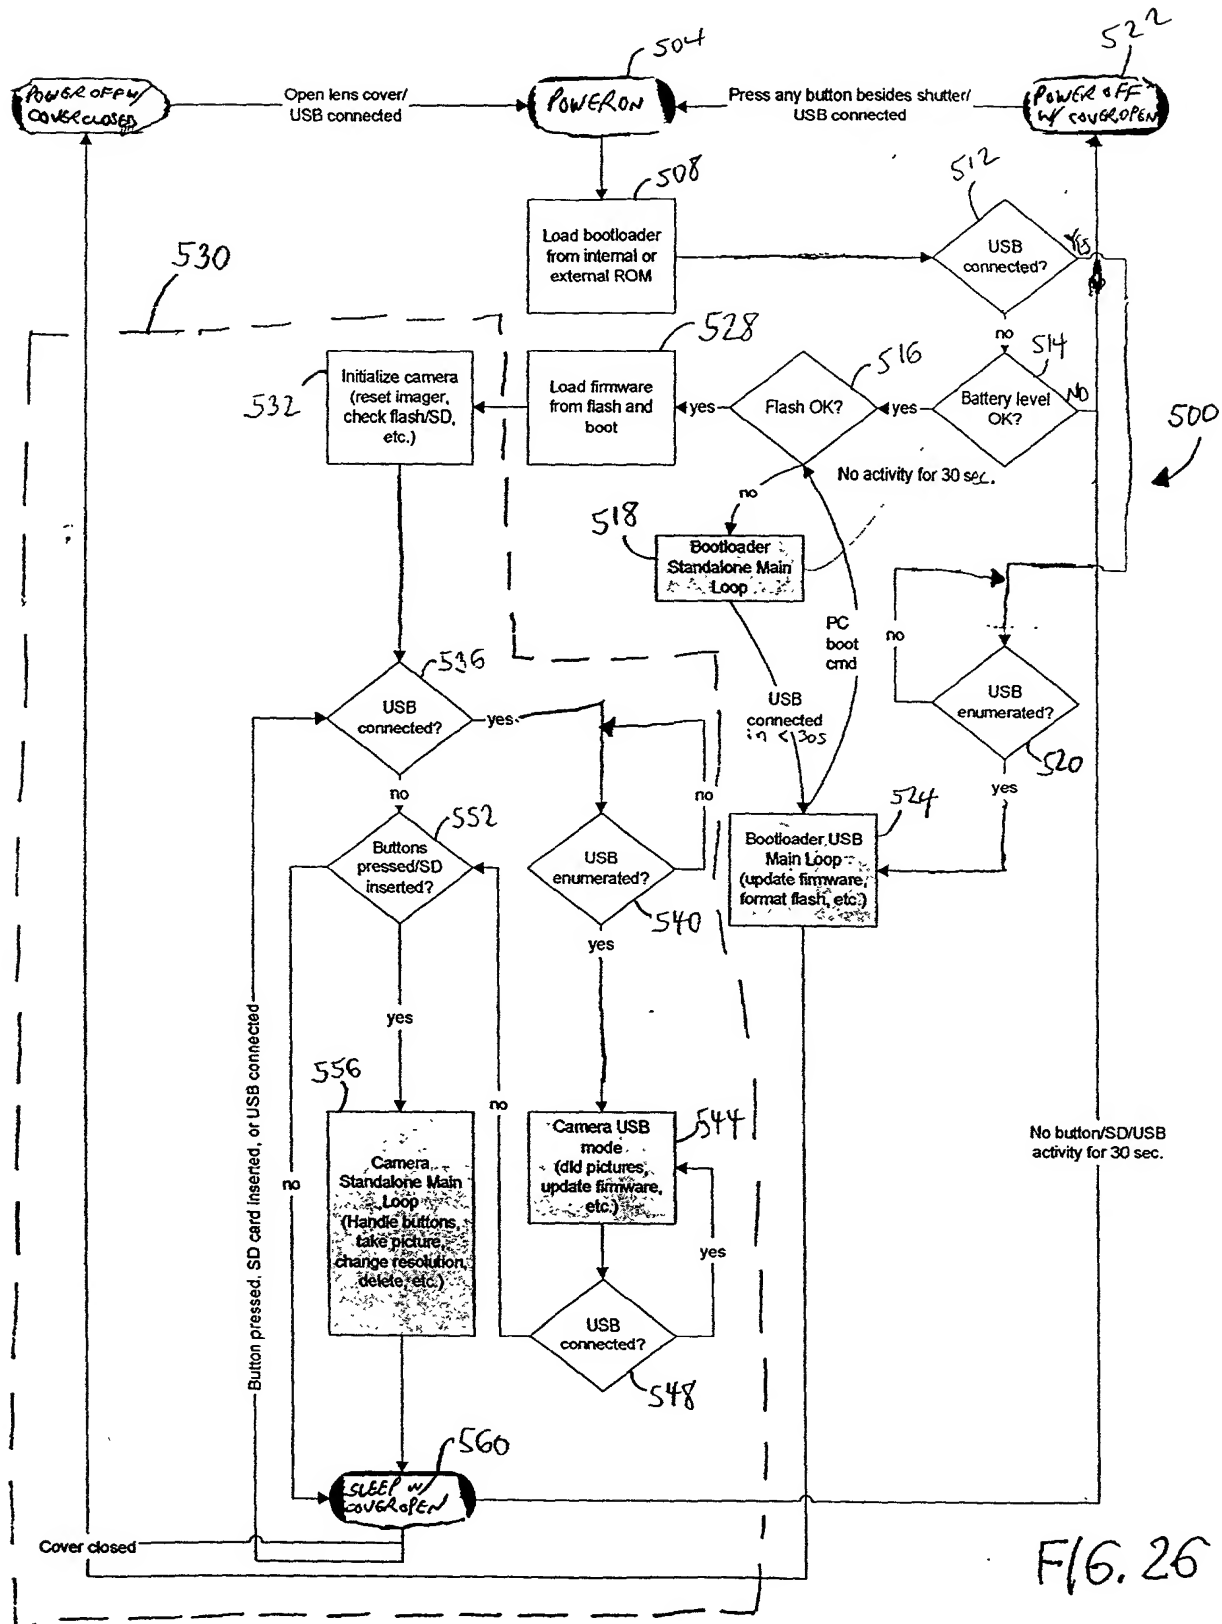 504
522
POWER OFF W/
COVER CLOSED
Open lens cover/
USB connected
POWER ON
Press any button besides shutter/
USB connected
POWER OFF
W/ COVER OPEN
508
512
Load bootloader
from internal or
external ROM
USB
connected?
YES
530
no
528
516
514
532
Initialize camera
(reset imager,
check flash/SD,
etc.)
Load firmware
from flash and
boot
yes
Flash OK?
yes
Battery level
OK?
NO
500
No activity for 30 sec.
no
518
Bootloader
Standalone Main
Loop
PC
boot
cmd
no
536
USB
connected?
yes
USB
connected
in < 30s
USB
enumerated?
520
no
no
yes
552
524
Buttons
pressed/SD
inserted?
USB
enumerated?
540
Bootloader USB
Main Loop
(update firmware,
format flash, etc.)
yes
yes
Button pressed, SD card inserted, or USB connected
556
no
no
Camera
Standalone Main
Loop
(Handle buttons,
take picture,
change resolution,
delete, etc.)
Camera USB
mode
(dld pictures,
update firmware,
etc.)
544
yes
No button/SD/USB
activity for 30 sec.
USB
connected?
548
560
SLEEP W/
COVER OPEN
Cover closed
FIG. 26